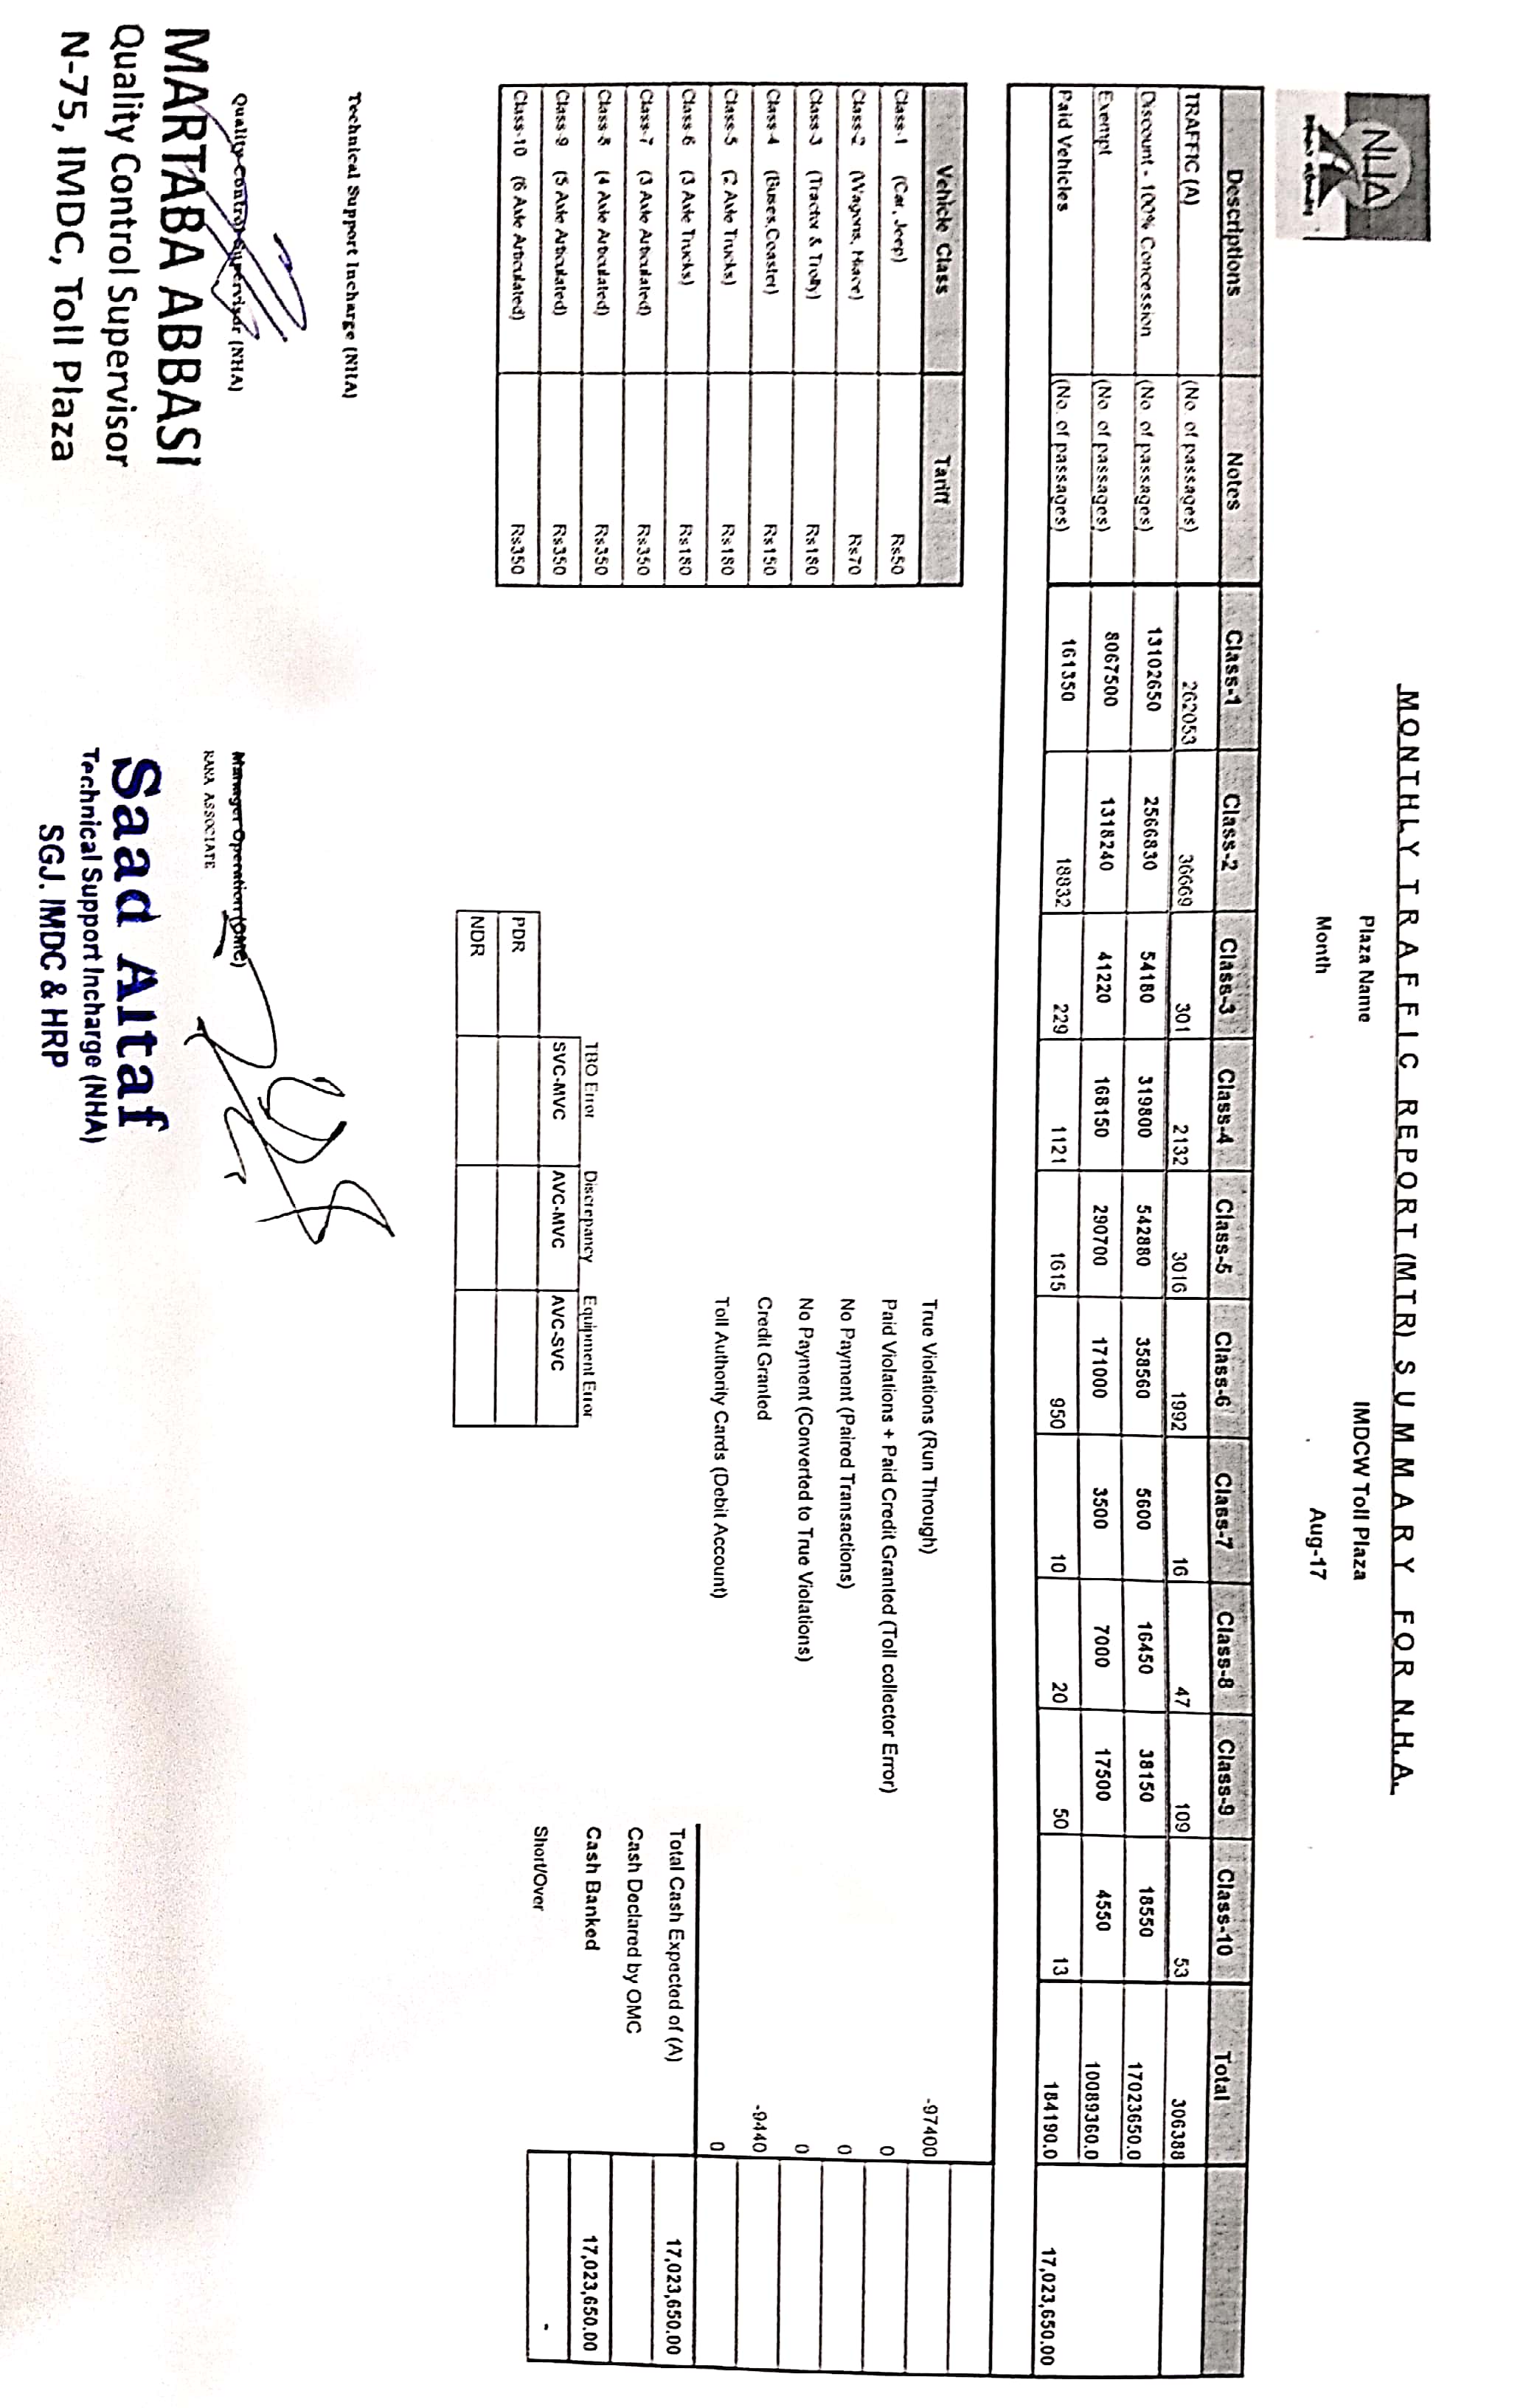 NHA
MONTHLY TRAFFIC REPORT (MTR) SUMMARY FOR N.H.A.
Plaza Name IMDCW Toll Plaza
Month Aug-17
Descriptions Notes Class-1 Class-2 Class-3 Class-4 Class-5 Class-6 Class-7 Class-8 Class-9 Class-10 Total
TRAFFIC (A) (No. of passages) 262053 36669 301 2132 3016 1992 16 47 109 53 306388
Discount - 100% Concession (No. of passages) 13102650 2566830 54180 319800 542880 358560 5600 16450 38150 18550 17023650.0
Exempt (No. of passages) 8067500 1318240 41220 168150 290700 171000 3500 7000 17500 4550 10089360.0
Paid Vehicles (No. of passages) 161350 18832 229 1121 1615 950 10 20 50 13 184190.0 17,023,650.00
Vehicle Class Tariff
Class-1 (Car, Jeep) Rs50
Class-2 (Wagons, Hiace) Rs70
Class-3 (Tractor & Trolly) Rs180
Class-4 (Buses,Coaster) Rs150
Class-5 (2 Axle Trucks) Rs180
Class-6 (3 Axle Trucks) Rs180
Class-7 (3 Axle Articulated) Rs350
Class-8 (4 Axle Articulated) Rs350
Class-9 (5 Axle Articulated) Rs350
Class-10 (6 Axle Articulated) Rs350
True Violations (Run Through) -97400
Paid Violations + Paid Credit Granted (Toll collector Error) 0
No Payment (Paired Transactions) 0
No Payment (Converted to True Violations) 0
Credit Granted -9440
Toll Authority Cards (Debit Account) 0
Total Cash Expected of (A) 17,023,650.00
Cash Declared by OMC
Cash Banked 17,023,650.00
Short/Over -
TBO Error Discrepancy Equipment Error
SVC-MVC AVC-MVC AVC-SVC
PDR
NDR
Technical Support Incharge (NHA)
Quality Control Supervisor (NHA)
MARTABA ABBASI
Quality Control Supervisor
N-75, IMDC, Toll Plaza
Manager Operation (OMC)
RANA ASSOCIATE
Saad Altaf
Technical Support Incharge (NHA)
SGJ. IMDC & HRP